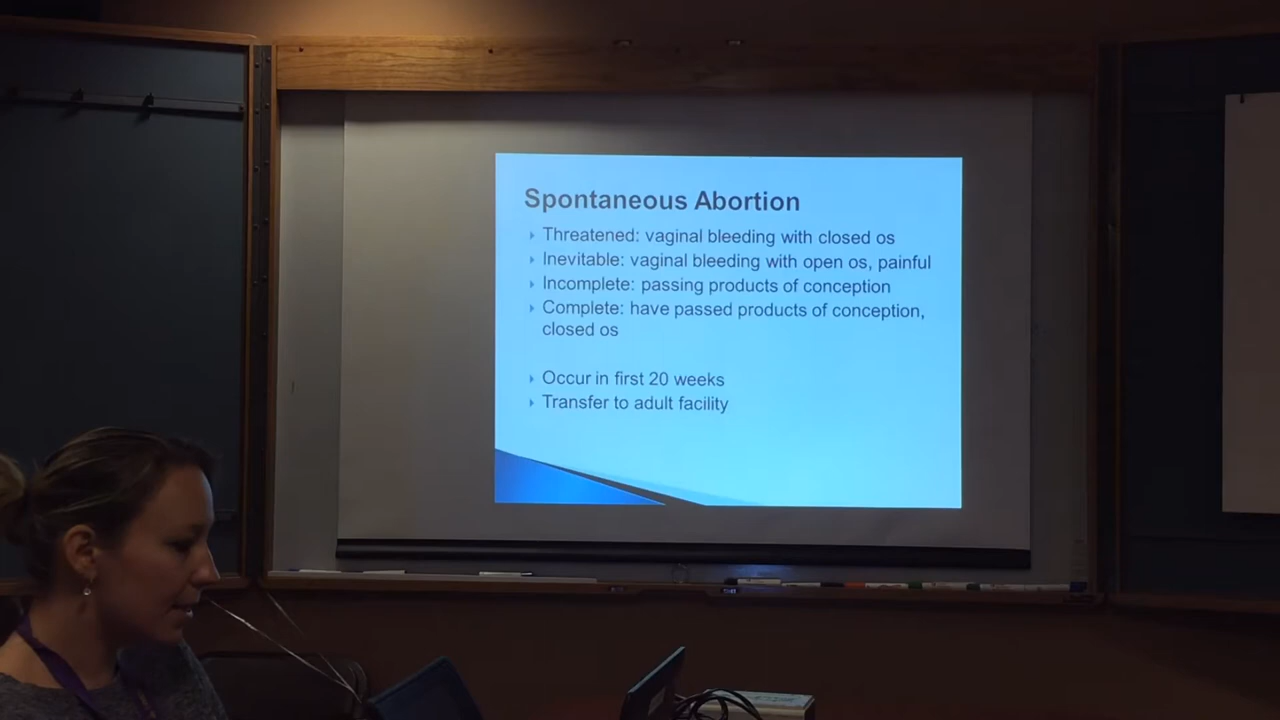 Spontaneous Abortion
Threatened: vaginal bleeding with closed os
Inevitable: vaginal bleeding with open os, painful
Incomplete: passing products of conception
Complete: have passed products of conception,
closed os
Occur in first 20 weeks
Transfer to adult facility